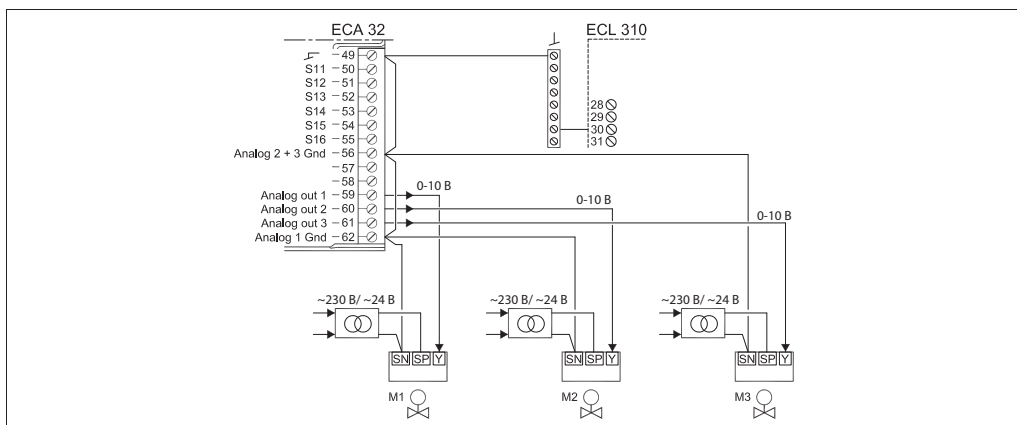 ECA 32
ECL 310
49
S11 - 50
S12 - 51
S13 - 52
S14 - 53
S15 - 54
S16 - 55
Analog 2 + 3 Gnd - 56
57
58
Analog out 1 - 59
Analog out 2 - 60
Analog out 3 - 61
Analog 1 Gnd - 62
28
29
30
31
0-10 В
0-10 В
0-10 В
~230 В/ ~24 В
~230 В/ ~24 В
~230 В/ ~24 В
SN SP Y
SN SP Y
SN SP Y
M1
M2
M3